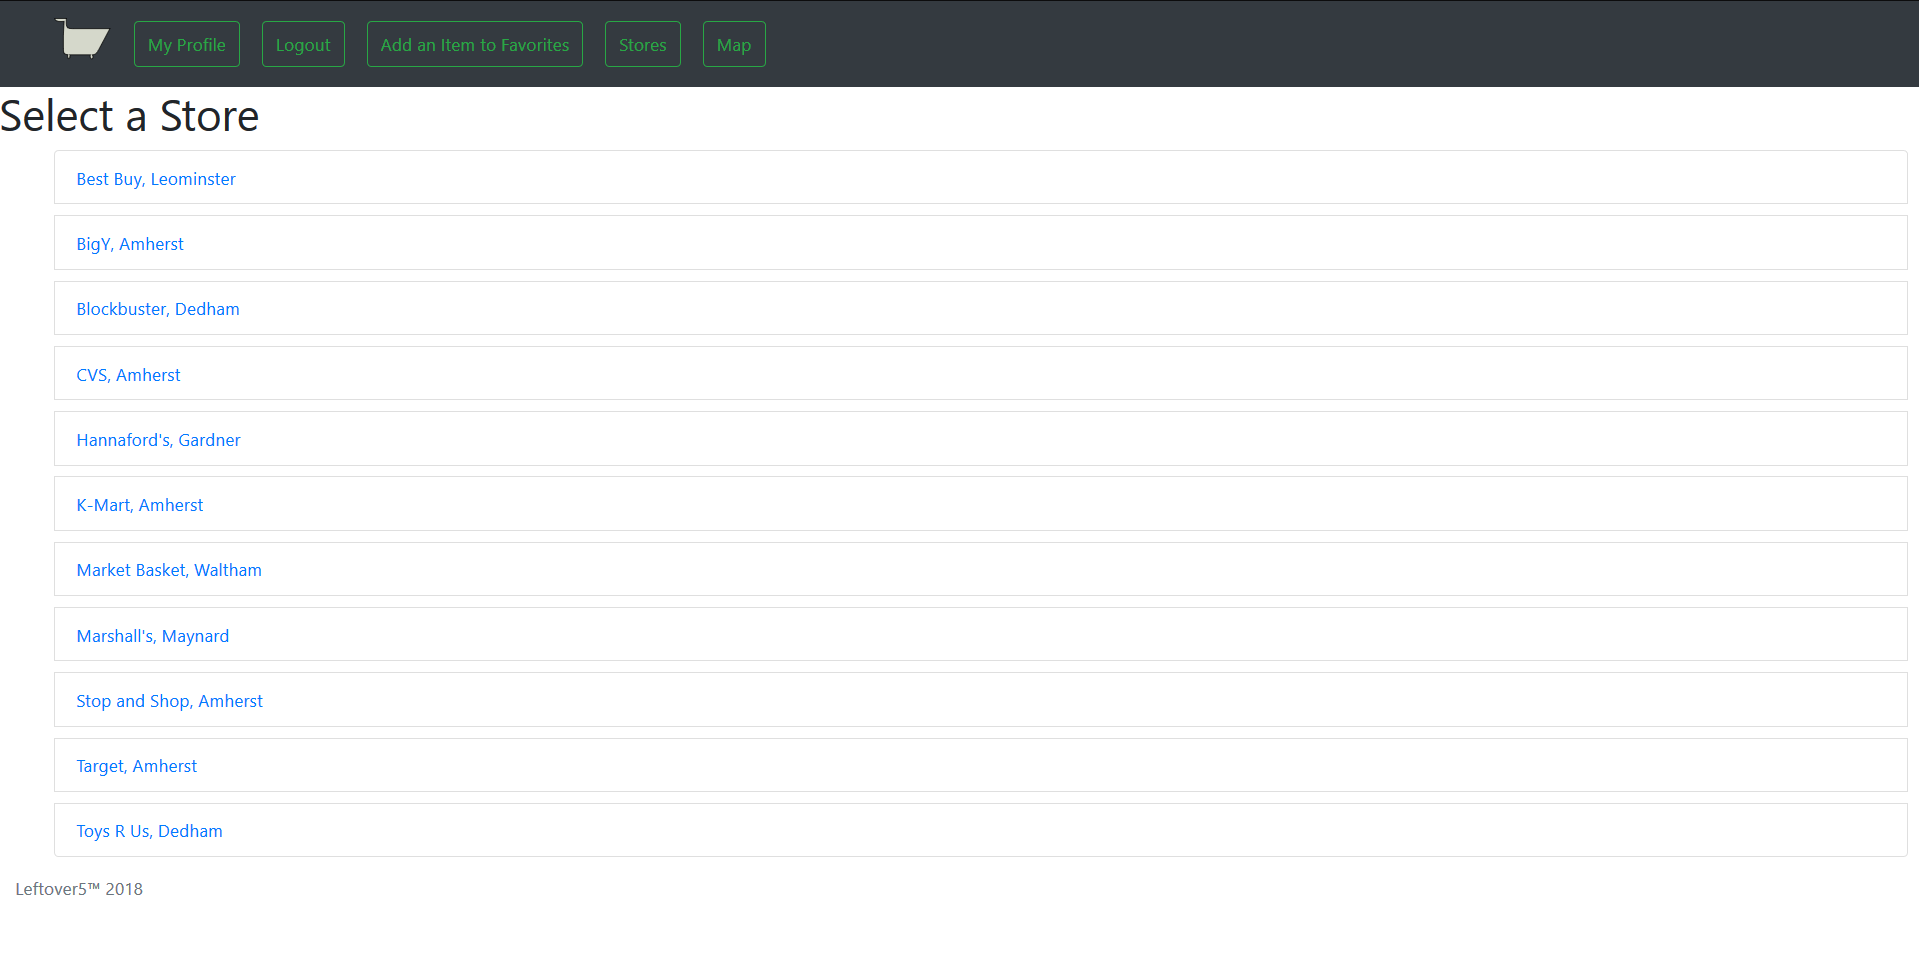 My Profile Logout Add an Item to Favorites Stores Map
Select a Store
Best Buy, Leominster
BigY, Amherst
Blockbuster, Dedham
CVS, Amherst
Hannaford's, Gardner
K-Mart, Amherst
Market Basket, Waltham
Marshall's, Maynard
Stop and Shop, Amherst
Target, Amherst
Toys R Us, Dedham
Leftover5™ 2018